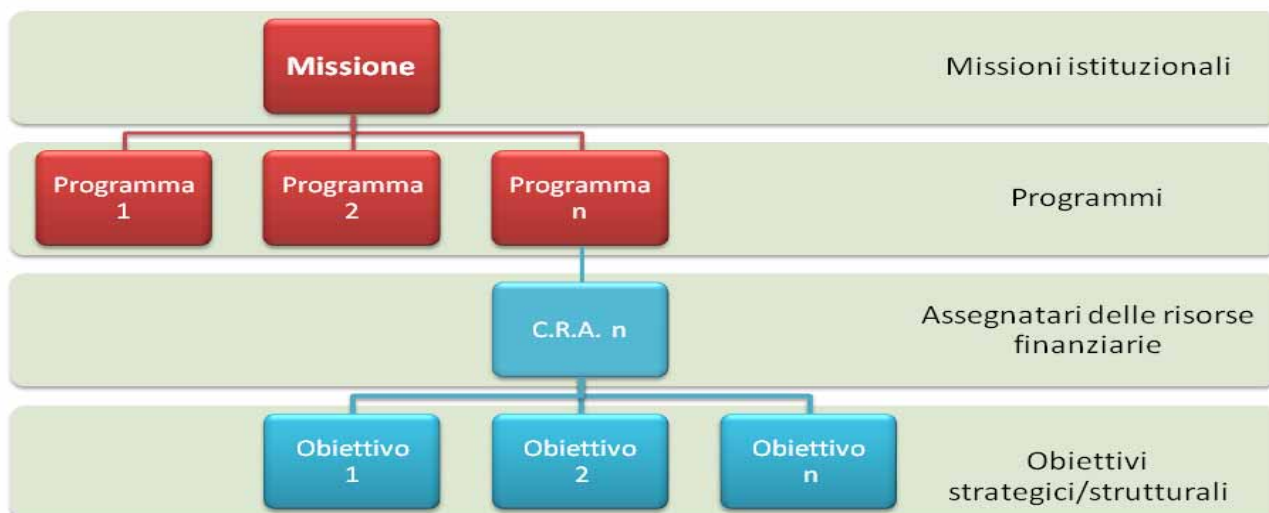 Missione
Missioni istituzionali
Programma
1
Programma
2
Programma
n
Programmi
C.R.A. n
Assegnatari delle risorse
finanziarie
Obiettivo
1
Obiettivo
2
Obiettivo
n
Obiettivi
strategici/strutturali